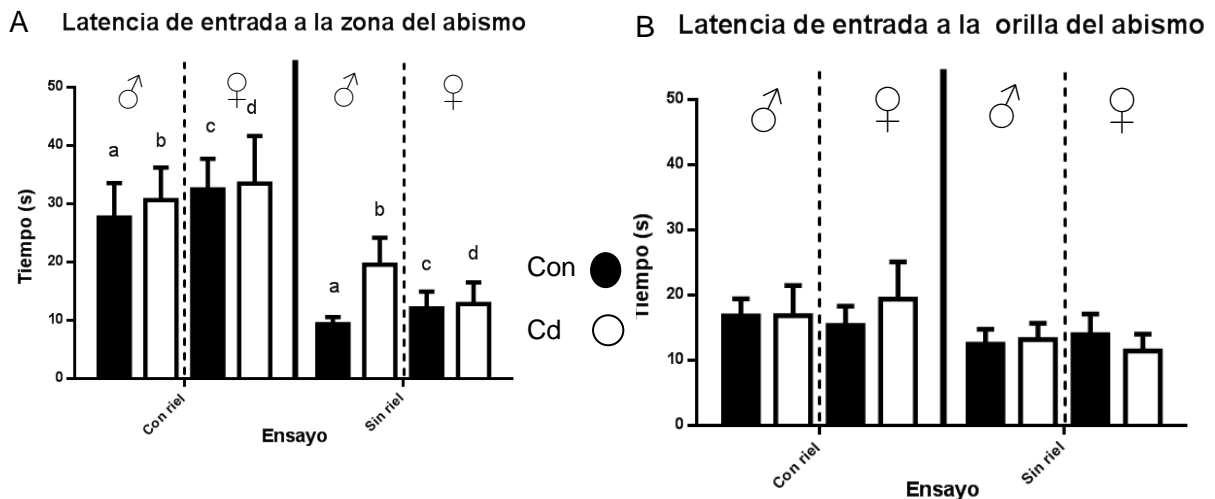 A Latencia de entrada a la zona del abismo
50
40
30
20
10
0
Tiempo (s)
♂ ♀ ♂ ♀
a b c d
a b c d
Con riel
Sin riel
Ensayo
Con
Cd
B Latencia de entrada a la orilla del abismo
50
40
30
20
10
0
Tiempo (s)
♂ ♀ ♂ ♀
Con riel
Sin riel
Ensayo